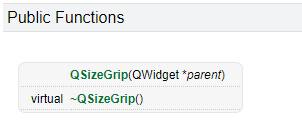 Public Functions
QSizeGrip(QWidget *parent)
virtual ~QSizeGrip()